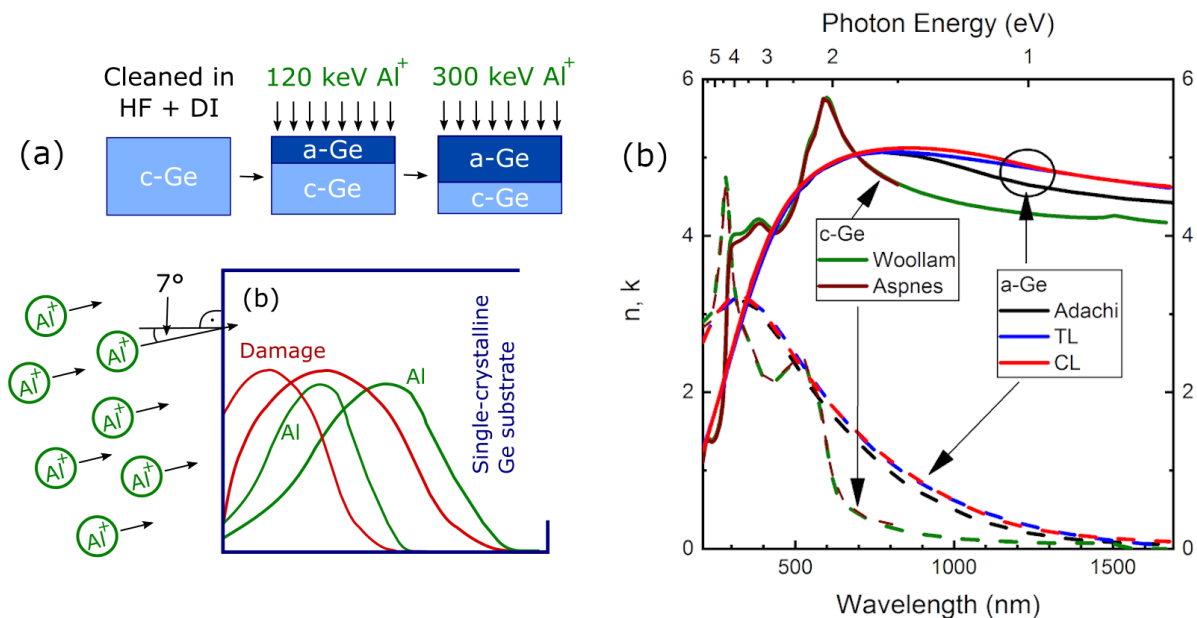 (a)
Cleaned in
HF + DI
120 keV Al+
300 keV Al+
c-Ge
a-Ge
c-Ge
a-Ge
c-Ge
7°
Al+
Al+
Al+
Al+
Al+
Al+
Al+
(b)
Damage
Al
Al
Single-crystalline
Ge substrate
Photon Energy (eV)
5 4 3 2 1
(b)
6
4
2
0
6
4
2
0
n, k
c-Ge
Woollam
Aspnes
a-Ge
Adachi
TL
CL
500 1000 1500
Wavelength (nm)